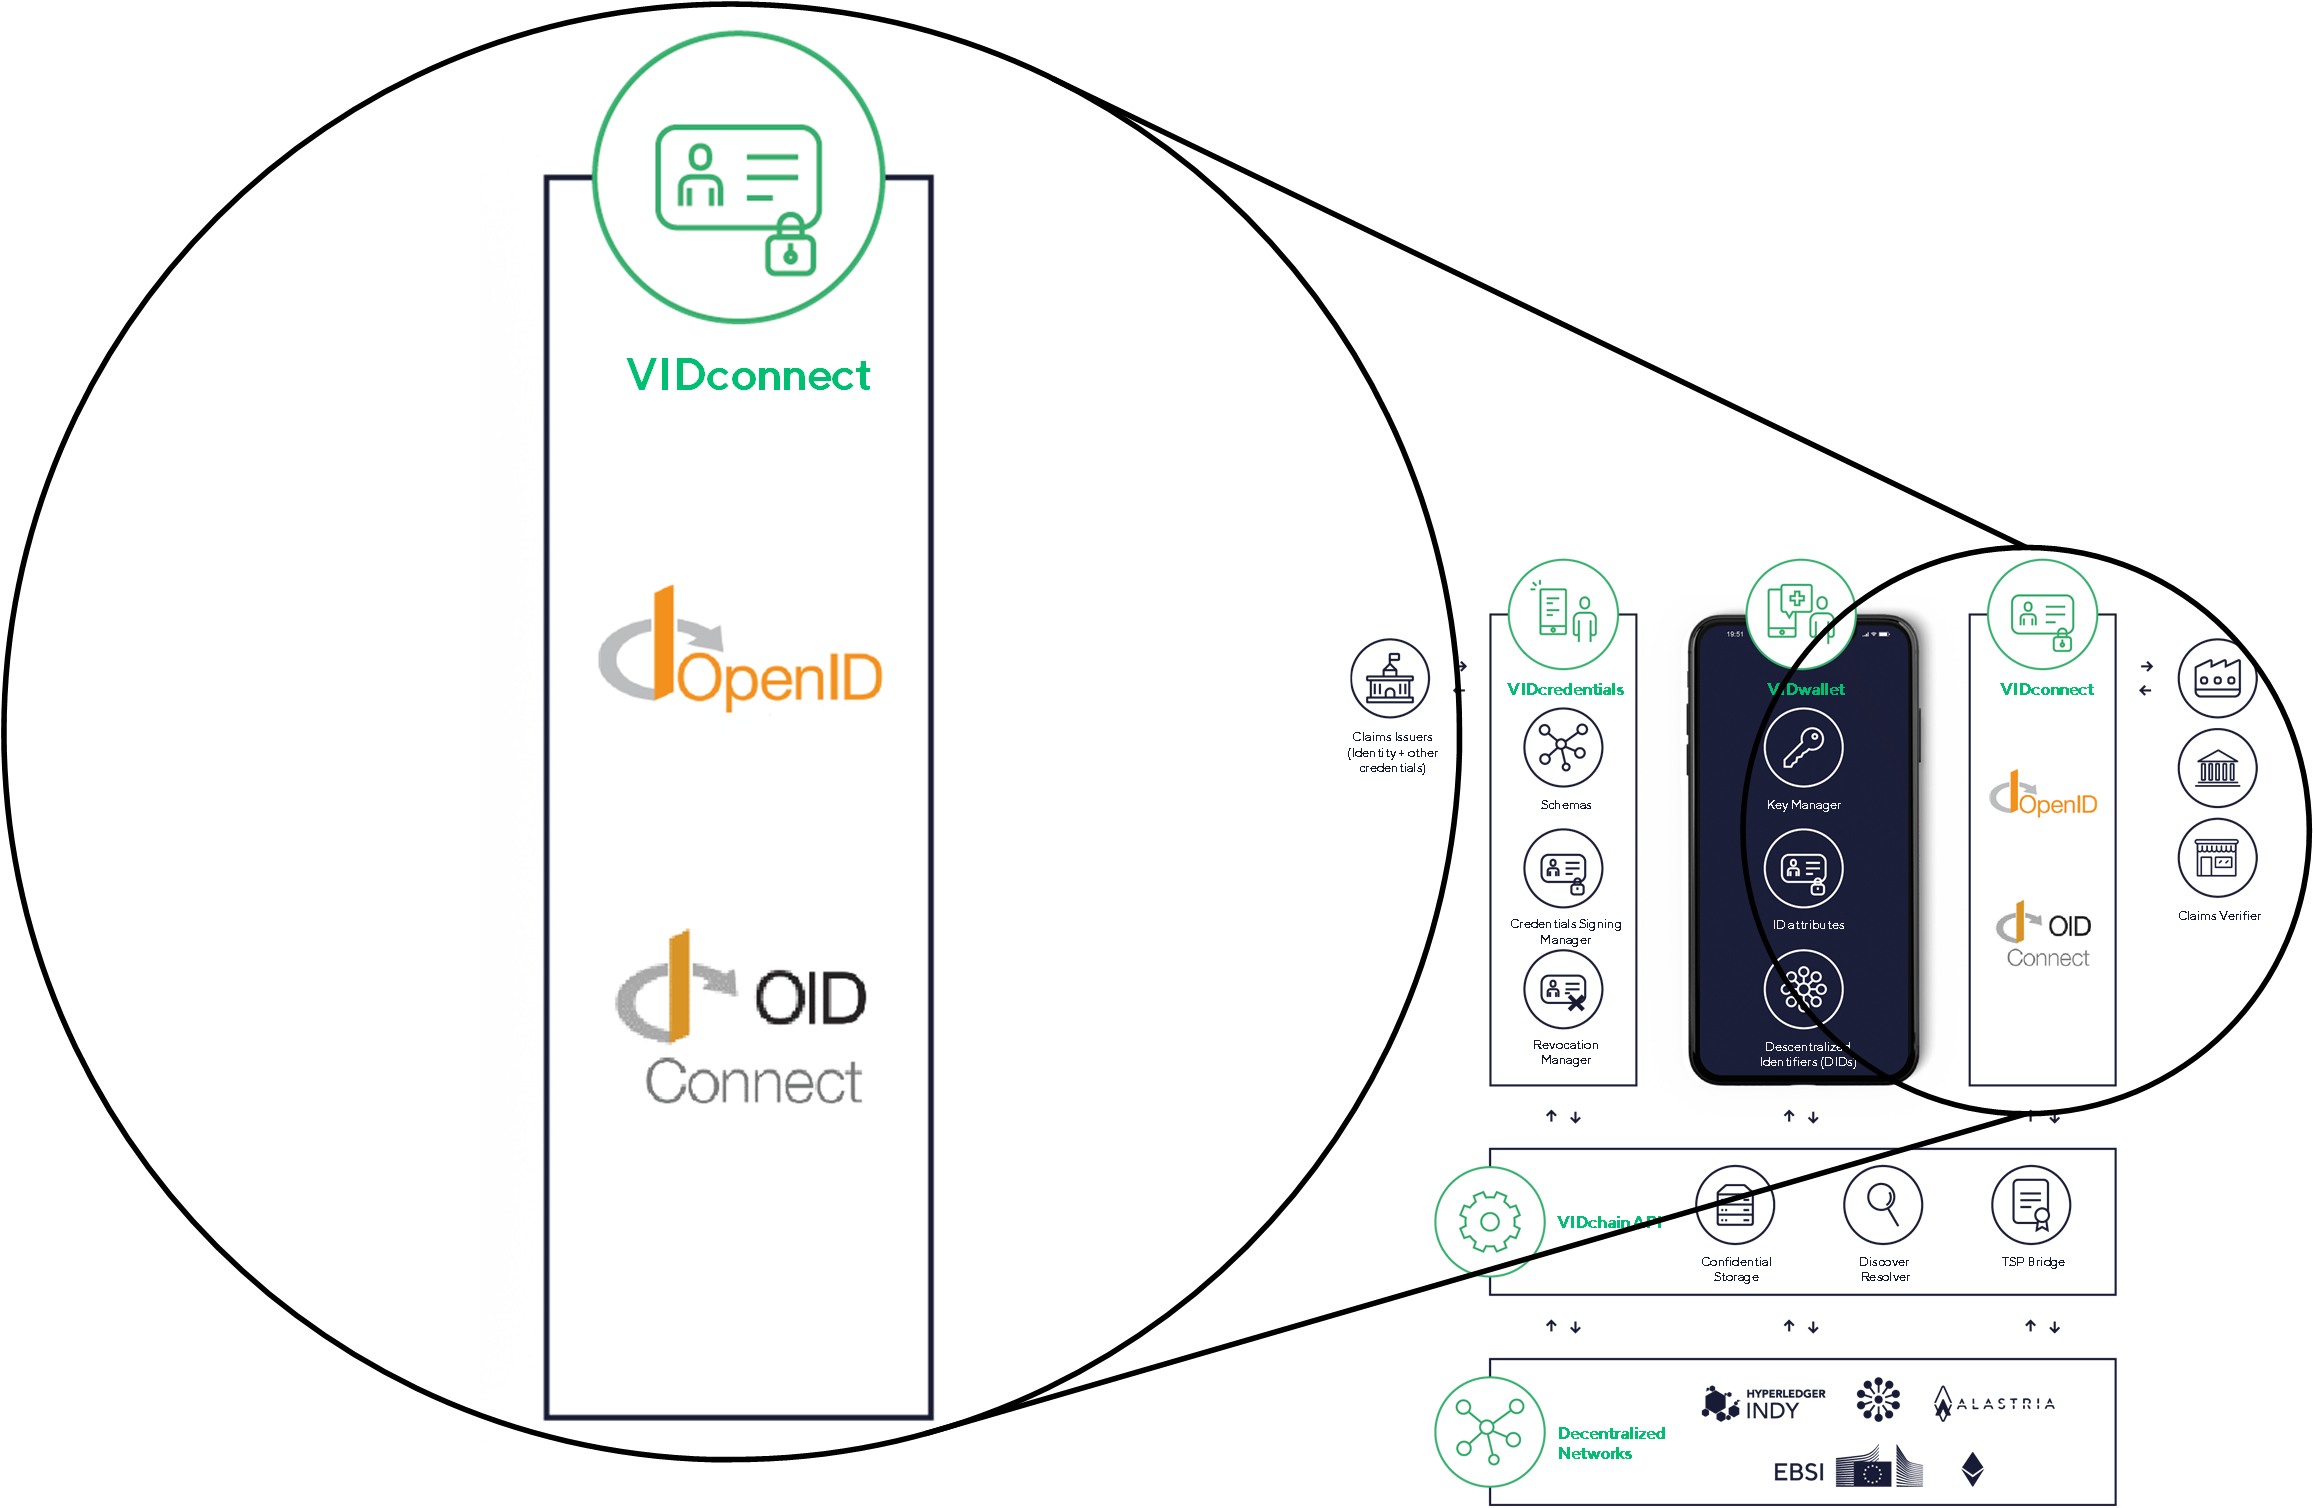 VIDconnect
OpenID
OID
Connect
Claims Issuers
(Identity + other
credentials)
VIDcredentials
Schemas
Credentials Signing
Manager
Revocation
Manager
19:51
VIDwallet
Key Manager
ID attributes
Descentralized
Identifiers (DIDs)
VIDconnect
OpenID
OID
Connect
Claims Verifier
VIDchain API
Confidential
Storage
Discover
Resolver
TSP Bridge
Decentralized
Networks
HYPERLEDGER
INDY
ALASTRIA
EBSI